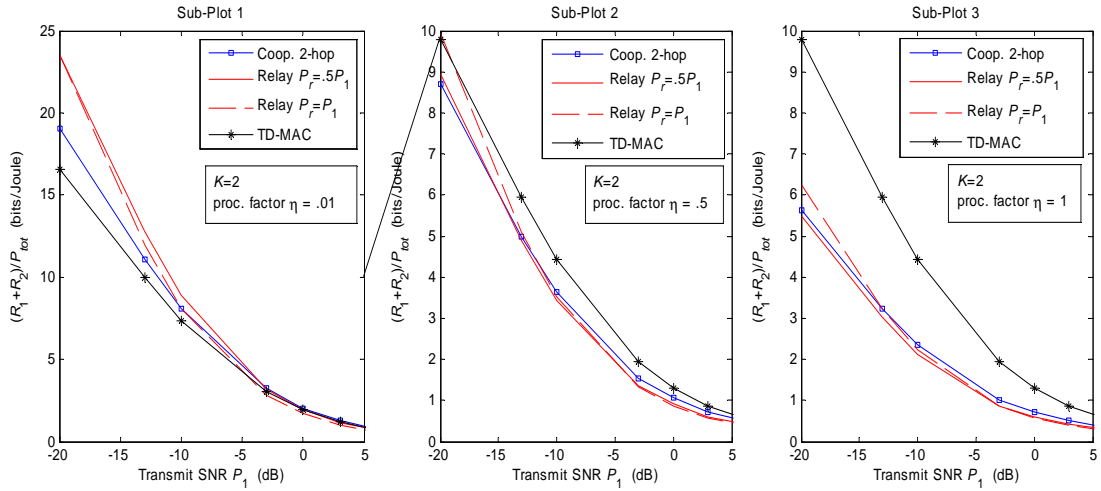 Sub-Plot 1
25
20
15
10
5
0
-20
-15
-10
-5
0
5
(R1+R2)/Ptot (bits/Joule)
Transmit SNR P1 (dB)
Coop. 2-hop
Relay Pr=.5P1
Relay Pr=P1
TD-MAC
K=2
proc. factor η = .01
Sub-Plot 2
10
9
8
7
6
5
4
3
2
1
0
-20
-15
-10
-5
0
5
(R1+R2)/Ptot (bits/Joule)
Transmit SNR P1 (dB)
Coop. 2-hop
Relay Pr=.5P1
Relay Pr=P1
TD-MAC
K=2
proc. factor η = .5
Sub-Plot 3
10
9
8
7
6
5
4
3
2
1
0
-20
-15
-10
-5
0
5
(R1+R2)/Ptot (bits/Joule)
Transmit SNR P1 (dB)
Coop. 2-hop
Relay Pr=.5P1
Relay Pr=P1
TD-MAC
K=2
proc. factor η = 1